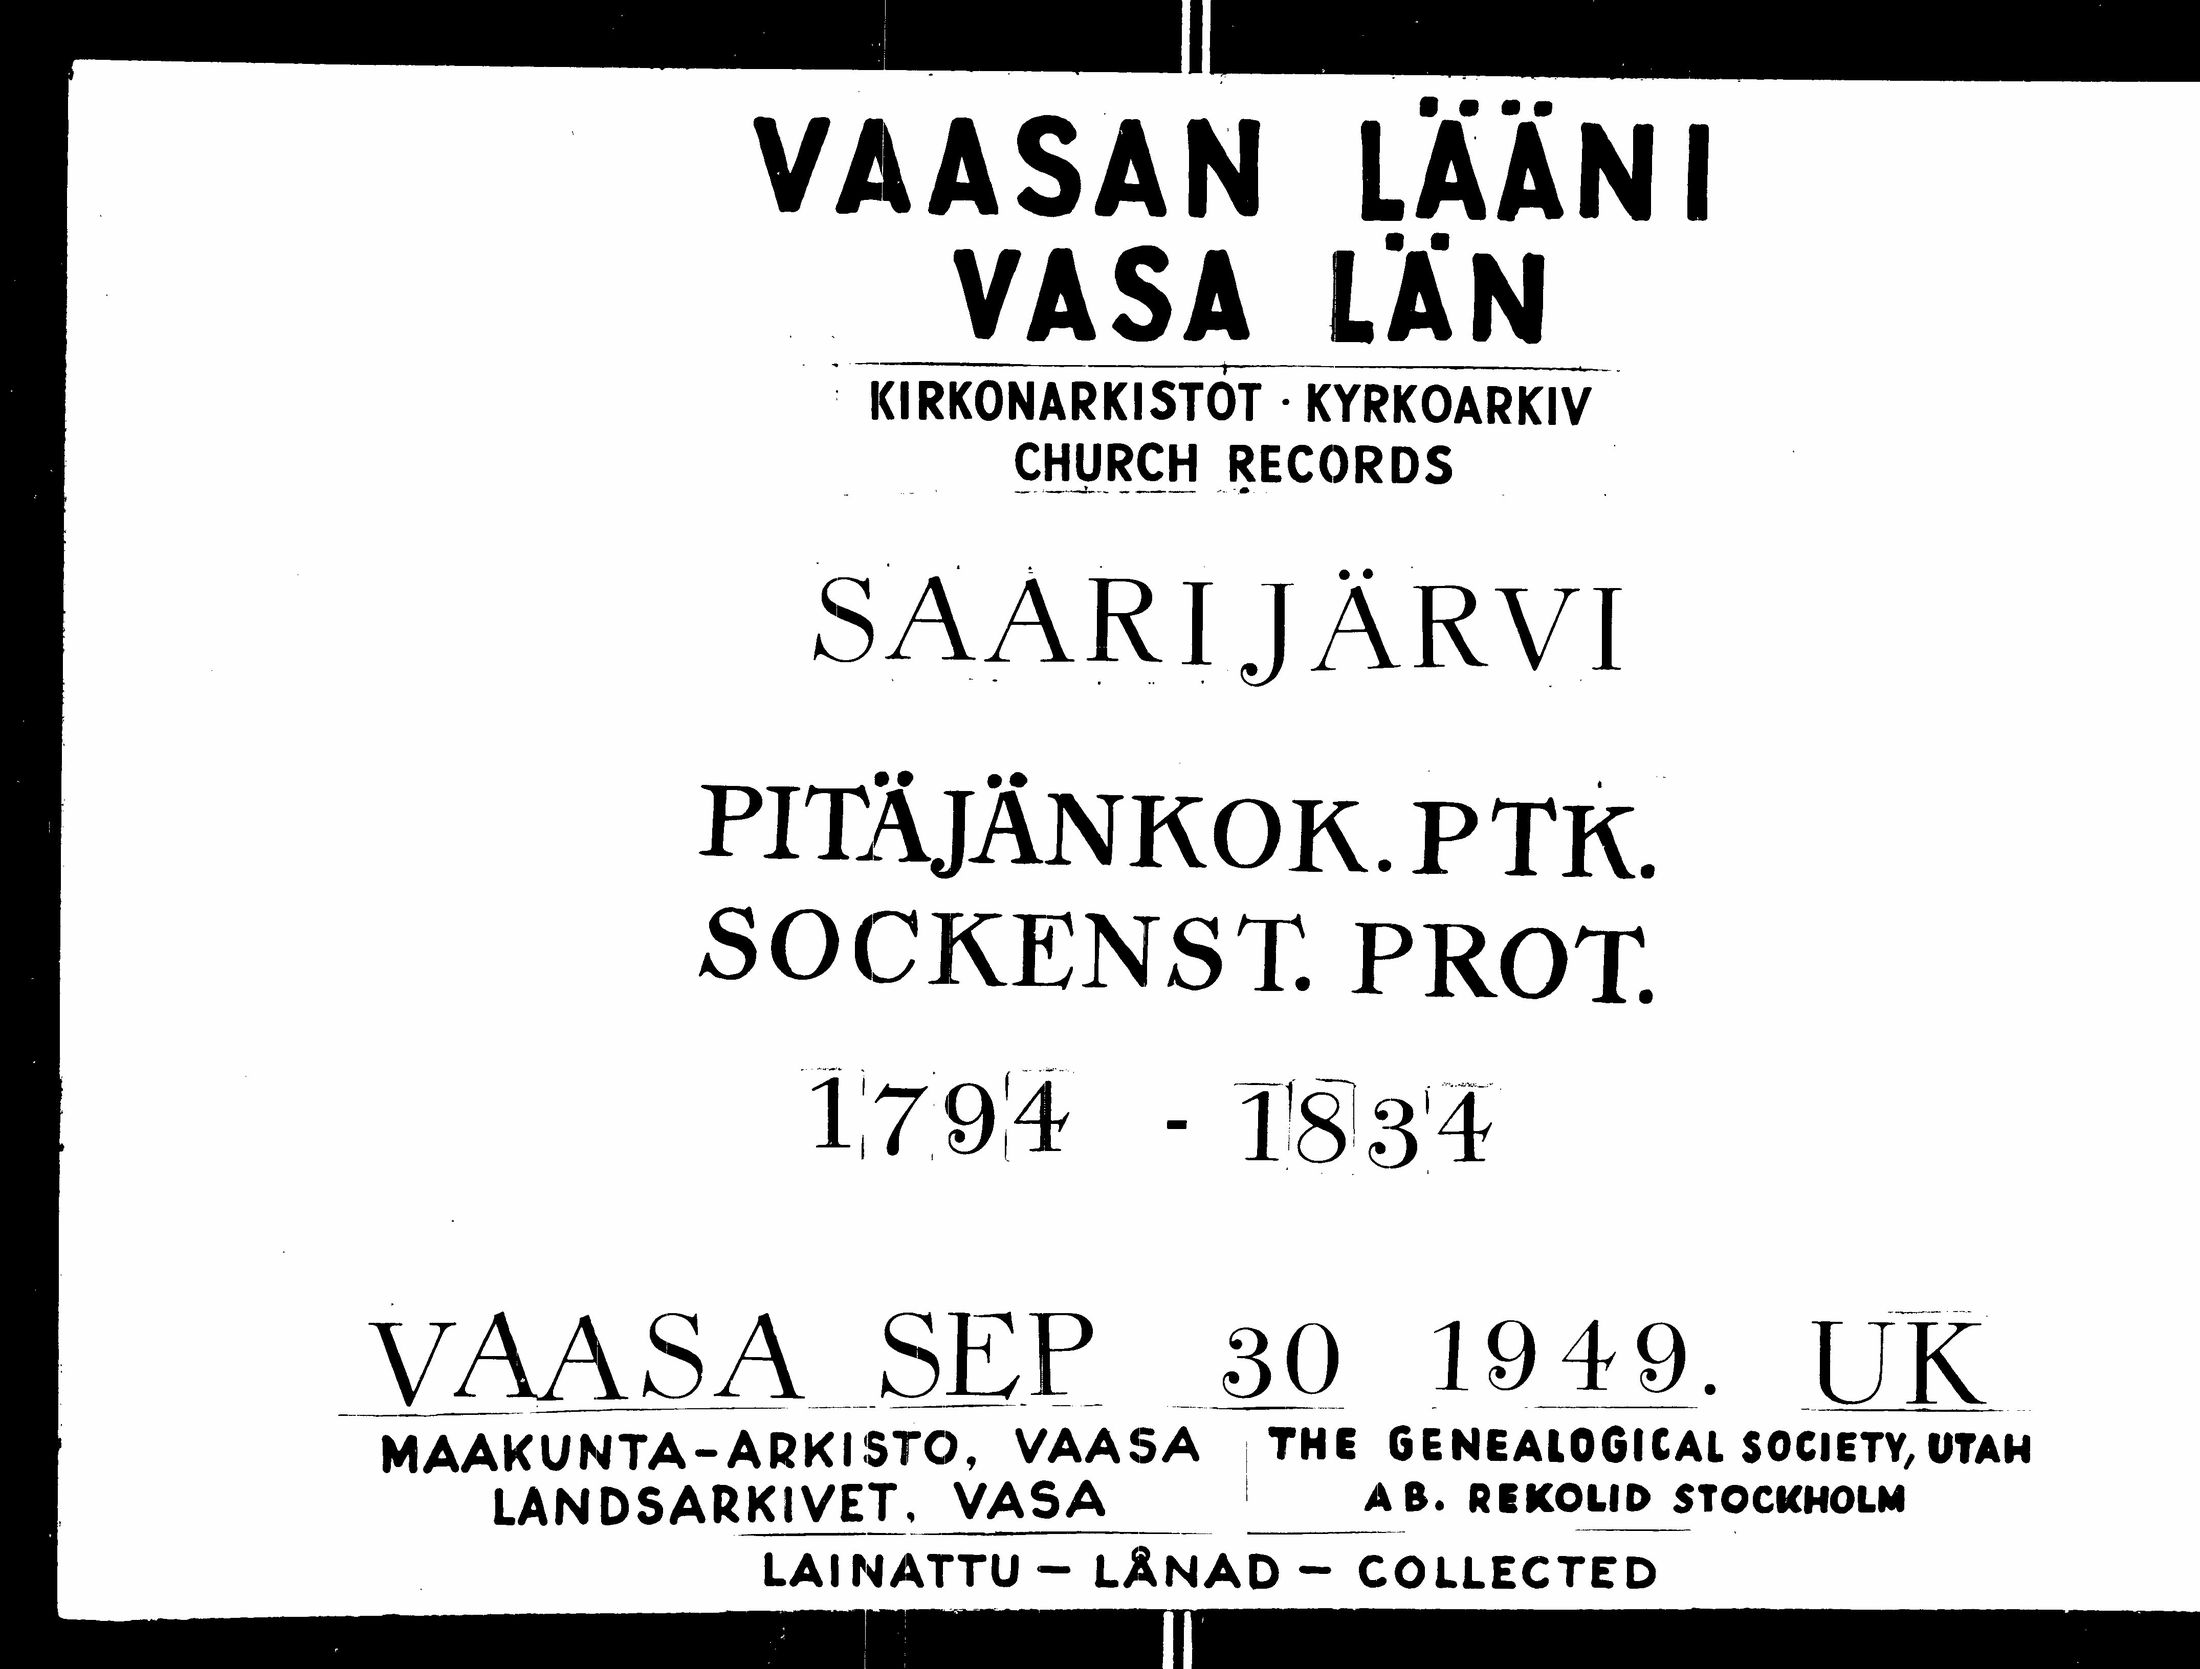 VAASAN LÄÄNI
VASA LÄN
KIRKONARKISTOT · KYRKOARKIV
CHURCH RECORDS
SAARIJÄRVI
PITÄJÄNKOK. PTK.
SOCKENST. PROT.
1794 - 1834
VAASA SEP 30 1949. UK
MAAKUNTA-ARKISTO, VAASA
LANDSARKIVET, VASA
THE GENEALOGICAL SOCIETY, UTAH
AB. REKOLID STOCKHOLM
LAINATTU - LÅNAD - COLLECTED